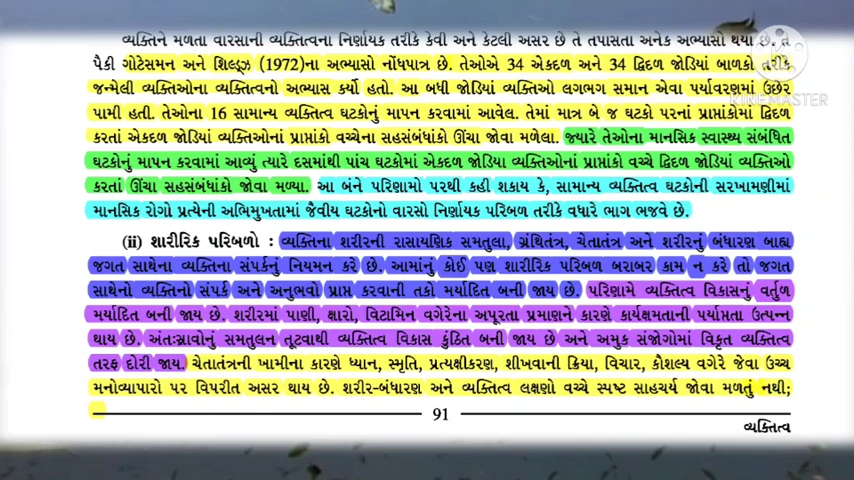 વ્યક્તિને મળતા વારસાની વ્યક્તિત્વના નિર્ણાયક તરીકે કેવી અને કેટલી અસર છે તે તપાસતા અનેક અભ્યાસો થયા છે. તે
પૈકી ગોટેસમન અને શિલ્ડ્ઝ (1972)ના અભ્યાસો નોંધપાત્ર છે. તેઓએ 34 એકદળ અને 34 દ્વિદળ જોડિયાં બાળકો તરીકે
જન્મેલી વ્યક્તિઓના વ્યક્તિત્વનો અભ્યાસ કર્યો હતો. આ બધી જોડિયાં વ્યક્તિઓ લગભગ સમાન એવા પર્યાવરણમાં ઉછેર
પામી હતી. તેઓના 16 સામાન્ય વ્યક્તિત્વ ઘટકોનું માપન કરવામાં આવેલ. તેમાં માત્ર બે જ ઘટકો પરનાં પ્રાપ્તાંકોમાં દ્વિદળ
કરતાં એકદળ જોડિયાં વ્યક્તિઓનાં પ્રાપ્તાંકો વચ્ચેના સહસબંધાંકો ઊંચા જોવા મળેલા. જ્યારે તેઓના માનસિક સ્વાસ્થ્ય સંબંધિત
ઘટકોનું માપન કરવામાં આવ્યું ત્યારે દસમાંથી પાંચ ઘટકોમાં એકદળ જોડિયા વ્યક્તિઓનાં પ્રાપ્તાંકો વચ્ચે દ્વિદળ જોડિયાં વ્યક્તિઓ
કરતાં ઊંચા સહસંબંધાંકો જોવા મળ્યા. આ બંને પરિણામો પરથી કહી શકાય કે, સામાન્ય વ્યક્તિત્વ ઘટકોની સરખામણીમાં
માનસિક રોગો પ્રત્યેની અભિમુખતામાં જૈવીય ઘટકોનો વારસો નિર્ણાયક પરિબળ તરીકે વધારે ભાગ ભજવે છે.
(ii) શારીરિક પરિબળો : વ્યક્તિના શરીરની રાસાયણિક સમતુલા, ગ્રંથિતંત્ર, ચેતાતંત્ર અને શરીરનું બંધારણ બાહ્ય
જગત સાથેના વ્યક્તિના સંપર્કનું નિયમન કરે છે. આમાંનું કોઈ પણ શારીરિક પરિબળ બરાબર કામ ન કરે તો જગત
સાથેનો વ્યક્તિનો સંપર્ક અને અનુભવો પ્રાપ્ત કરવાની તકો મર્યાદિત બની જાય છે. પરિણામે વ્યક્તિત્વ વિકાસનું વર્તુળ
મર્યાદિત બની જાય છે. શરીરમાં પાણી, ક્ષારો, વિટામિન વગેરેના અપૂરતા પ્રમાણને કારણે કાર્યક્ષમતાની પર્યાપ્તતા ઉત્પન્ન
થાય છે. અંતઃસ્રાવોનું સમતુલન તૂટવાથી વ્યક્તિત્વ વિકાસ કુંઠિત બની જાય છે અને અમુક સંજોગોમાં વિકૃત વ્યક્તિત્વ
તરફ દોરી જાય. ચેતાતંત્રની ખામીના કારણે ધ્યાન, સ્મૃતિ, પ્રત્યક્ષીકરણ, શીખવાની ક્રિયા, વિચાર, કૌશલ્ય વગેરે જેવા ઉચ્ચ
મનોવ્યાપારો પર વિપરીત અસર થાય છે. શરીર-બંધારણ અને વ્યક્તિત્વ લક્ષણો વચ્ચે સ્પષ્ટ સાહચર્ય જોવા મળતું નથી;
91
વ્યક્તિત્વ
KINEMASTER